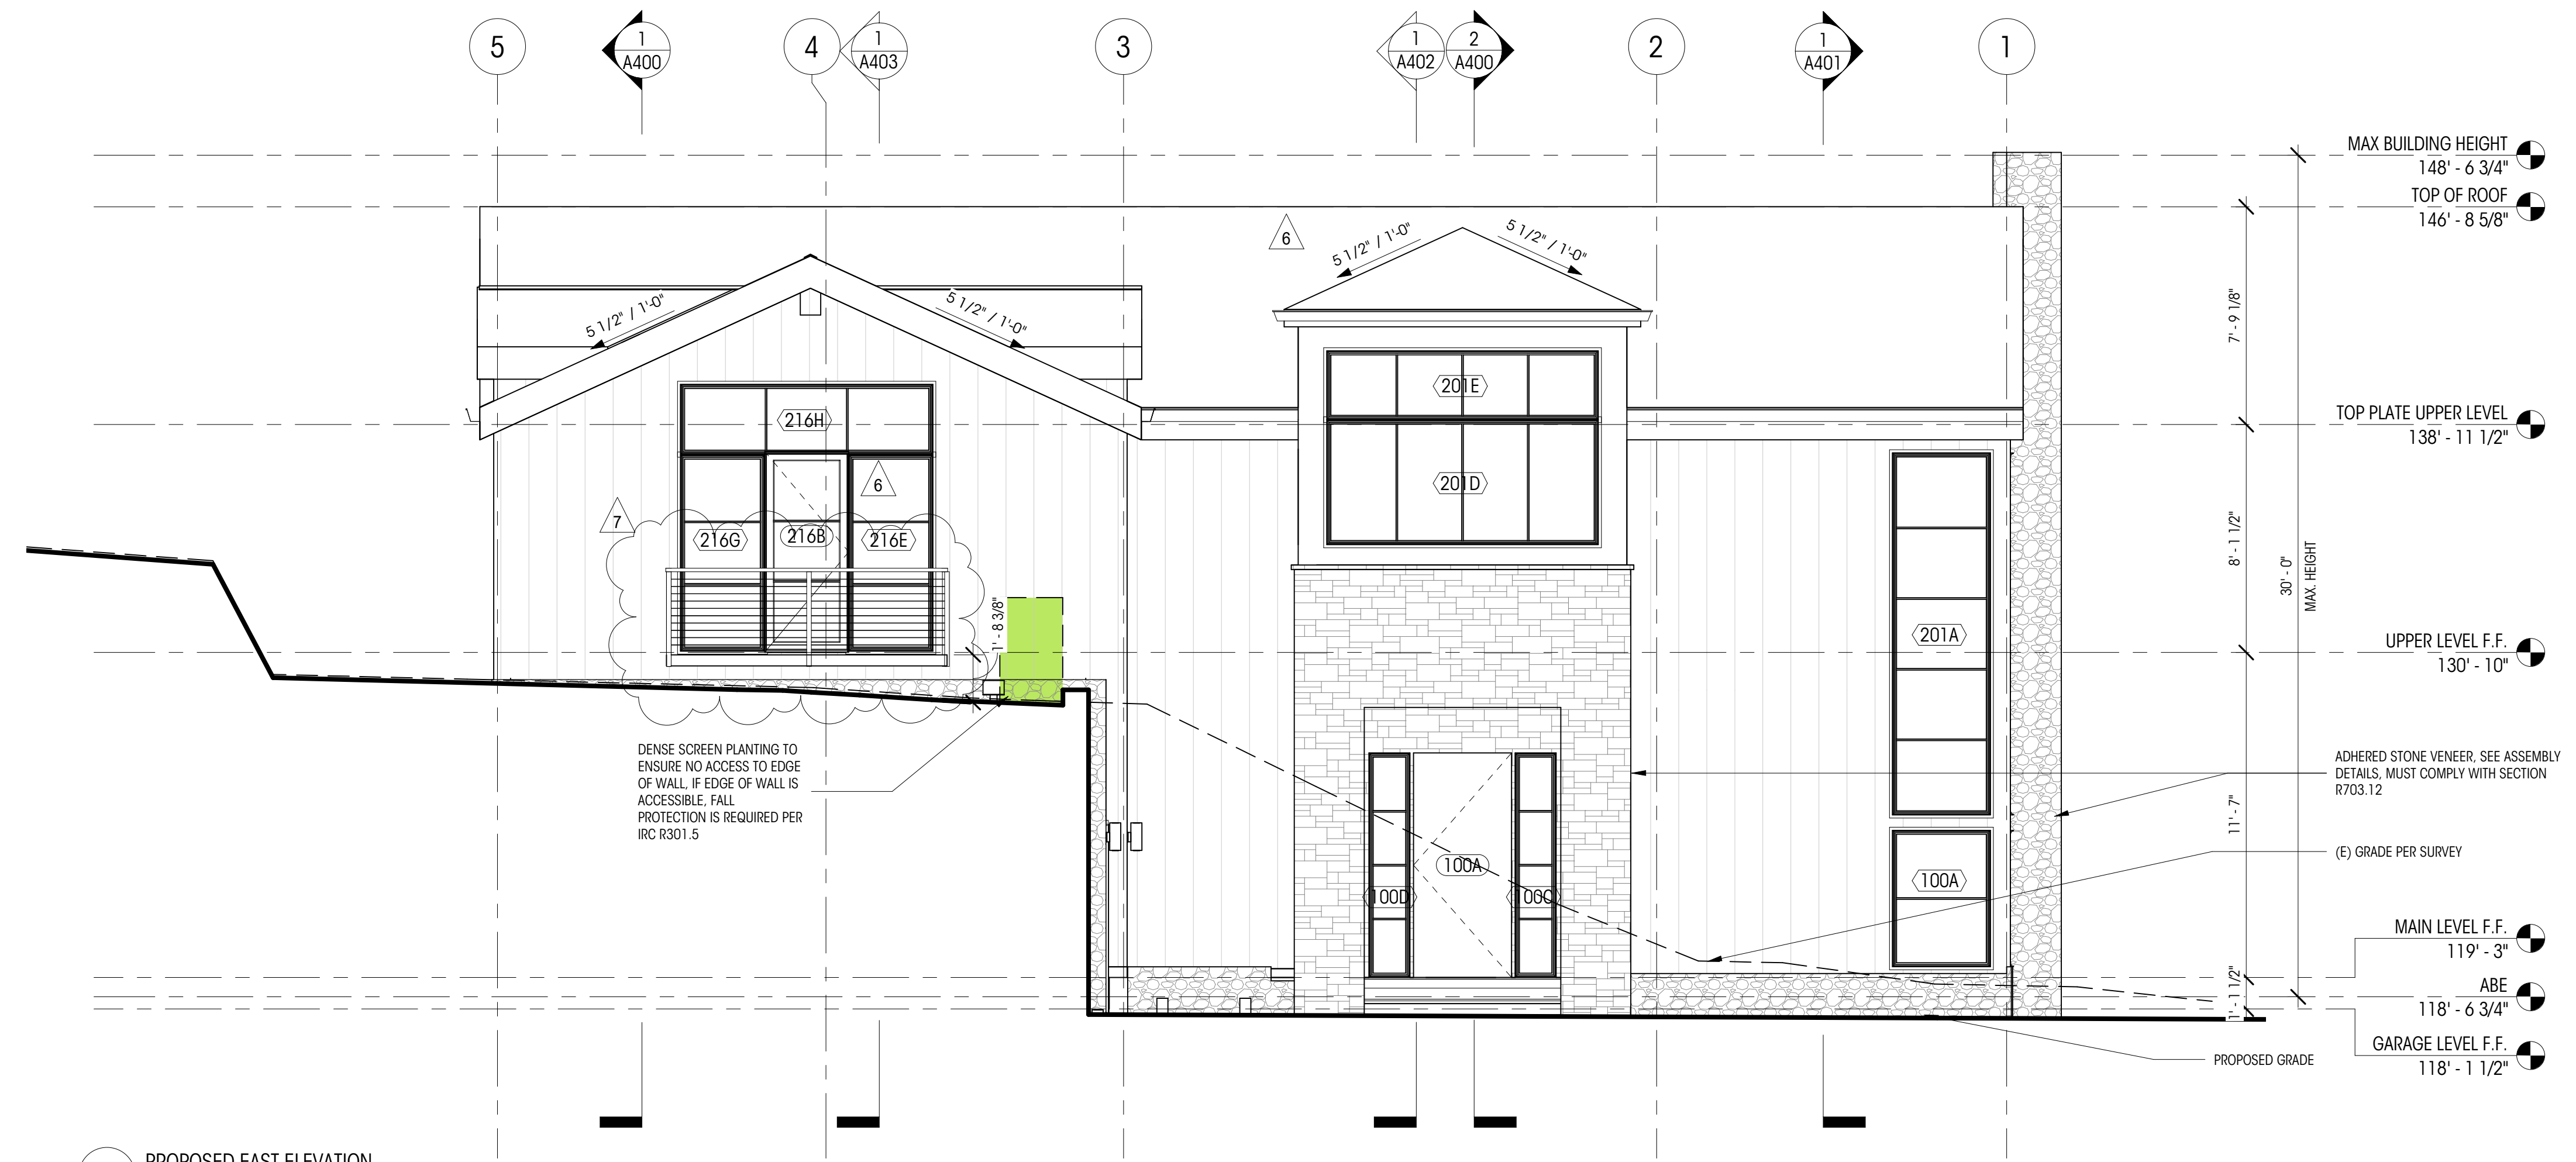 5
1
A400
4
1
A403
3
1
A402
2
A400
2
1
A401
1
MAX BUILDING HEIGHT
148' - 6 3/4"
TOP OF ROOF
146' - 8 5/8"
6
5 1/2" / 1'-0"
5 1/2" / 1'-0"
5 1/2" / 1'-0"
5 1/2" / 1'-0"
7' - 9 1/8"
201E
216H
TOP PLATE UPPER LEVEL
138' - 11 1/2"
6
201D
7
216G
216B
216E
8' - 1 1/2"
30' - 0"
MAX. HEIGHT
1' - 8 3/8"
201A
UPPER LEVEL F.F.
130' - 10"
DENSE SCREEN PLANTING TO
ENSURE NO ACCESS TO EDGE
OF WALL, IF EDGE OF WALL IS
ACCESSIBLE, FALL
PROTECTION IS REQUIRED PER
IRC R301.5
ADHERED STONE VENEER, SEE ASSEMBLY
DETAILS, MUST COMPLY WITH SECTION
R703.12
11' - 7"
(E) GRADE PER SURVEY
100A
100D
100C
100A
MAIN LEVEL F.F.
119' - 3"
ABE
118' - 6 3/4"
1' - 1 1/2"
GARAGE LEVEL F.F.
118' - 1 1/2"
PROPOSED GRADE
PROPOSED EAST ELEVATION